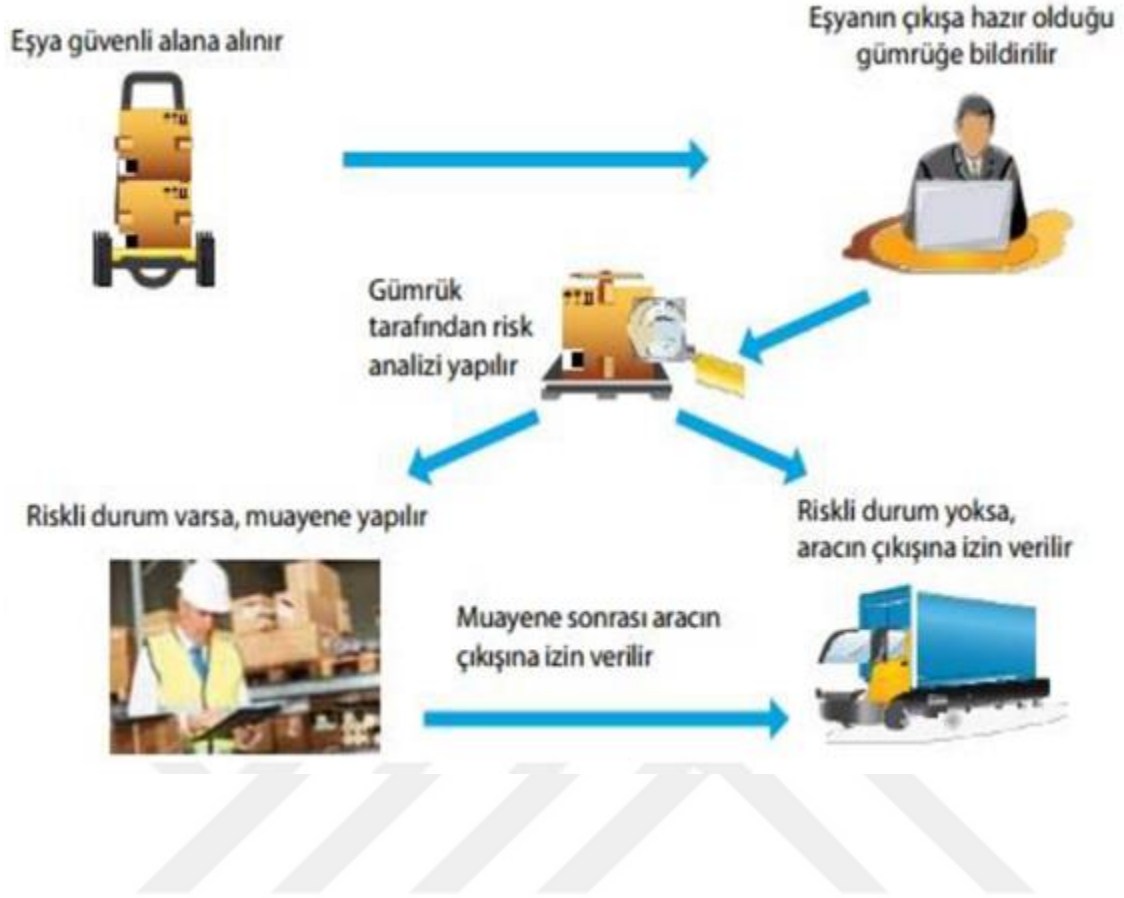 Eşya güvenli alana alınır
Eşyanın çıkışa hazır olduğu
gümrüğe bildirilir
Gümrük
tarafından risk
analizi yapılır
Riskli durum varsa, muayene yapılır
Riskli durum yoksa,
aracın çıkışına izin verilir
Muayene sonrası aracın
çıkışına izin verilir